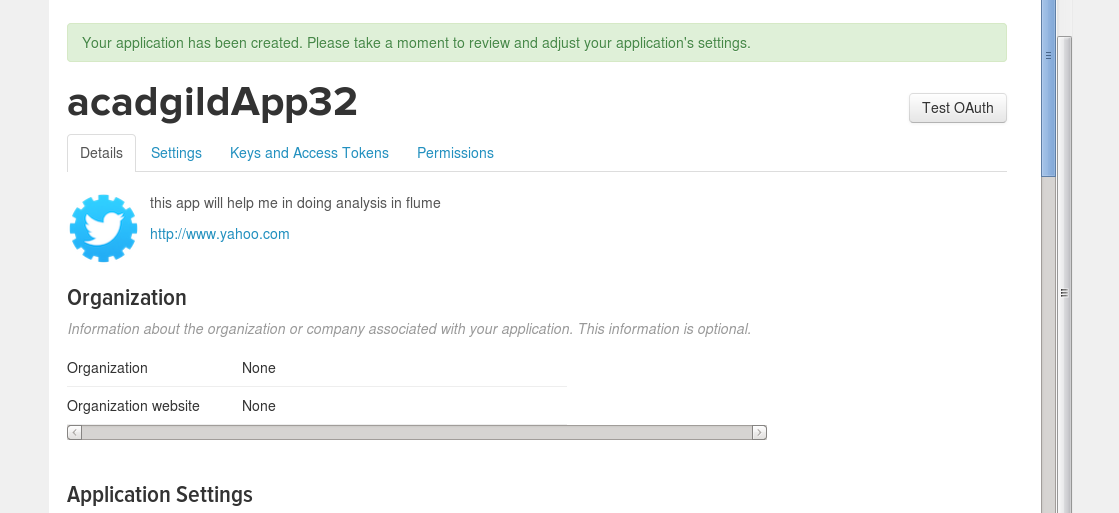 Your application has been created. Please take a moment to review and adjust your application's settings.
acadgildApp32
Test OAuth
Details Settings Keys and Access Tokens Permissions
this app will help me in doing analysis in flume
http://www.yahoo.com
Organization
Information about the organization or company associated with your application. This information is optional.
Organization None
Organization website None
Application Settings